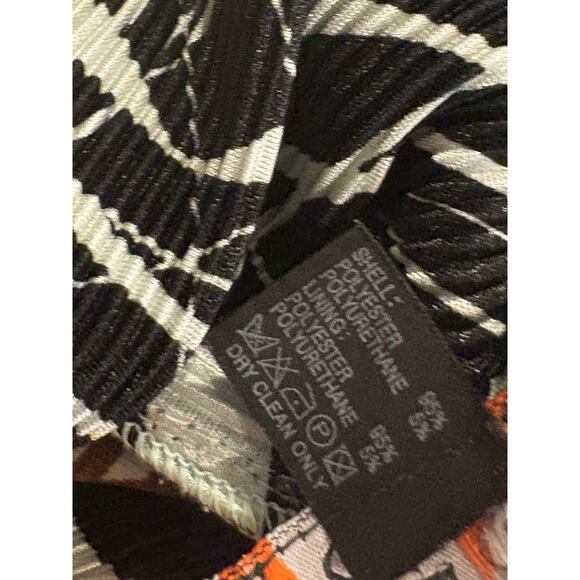 SHELL:
POLYESTER 95%
POLYURETHANE 5%
LINING:
POLYESTER 95%
POLYURETHANE 5%
P
DRY CLEAN ONLY